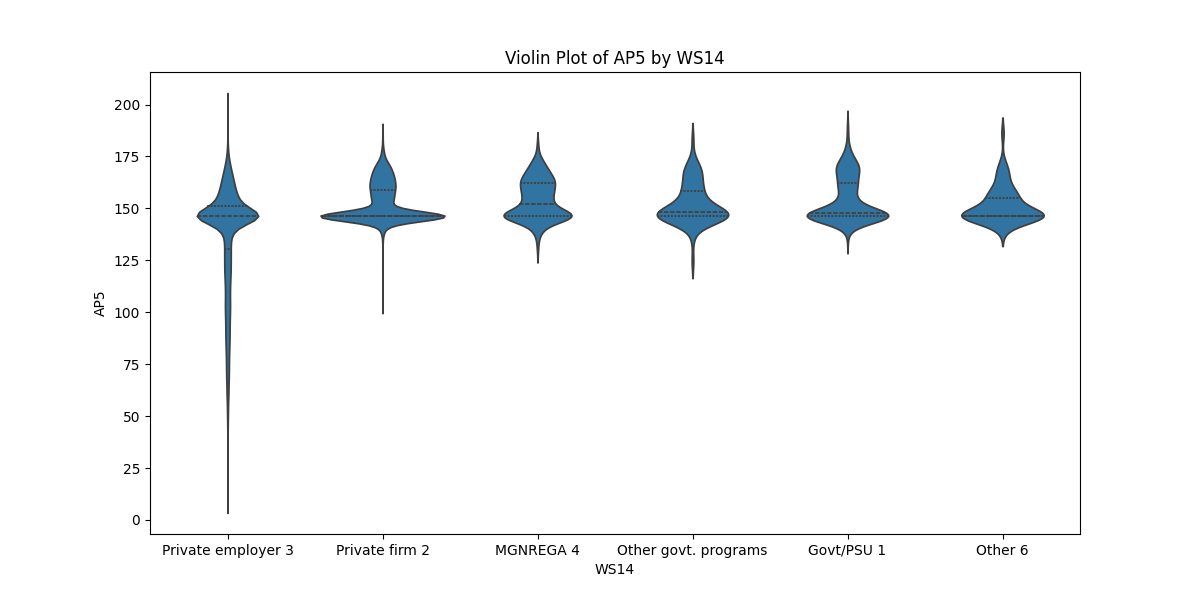 Violin Plot of AP5 by WS14
AP5
200
175
150
125
100
75
50
25
0
Private employer 3
Private firm 2
MGNREGA 4
Other govt. programs
Govt/PSU 1
Other 6
WS14